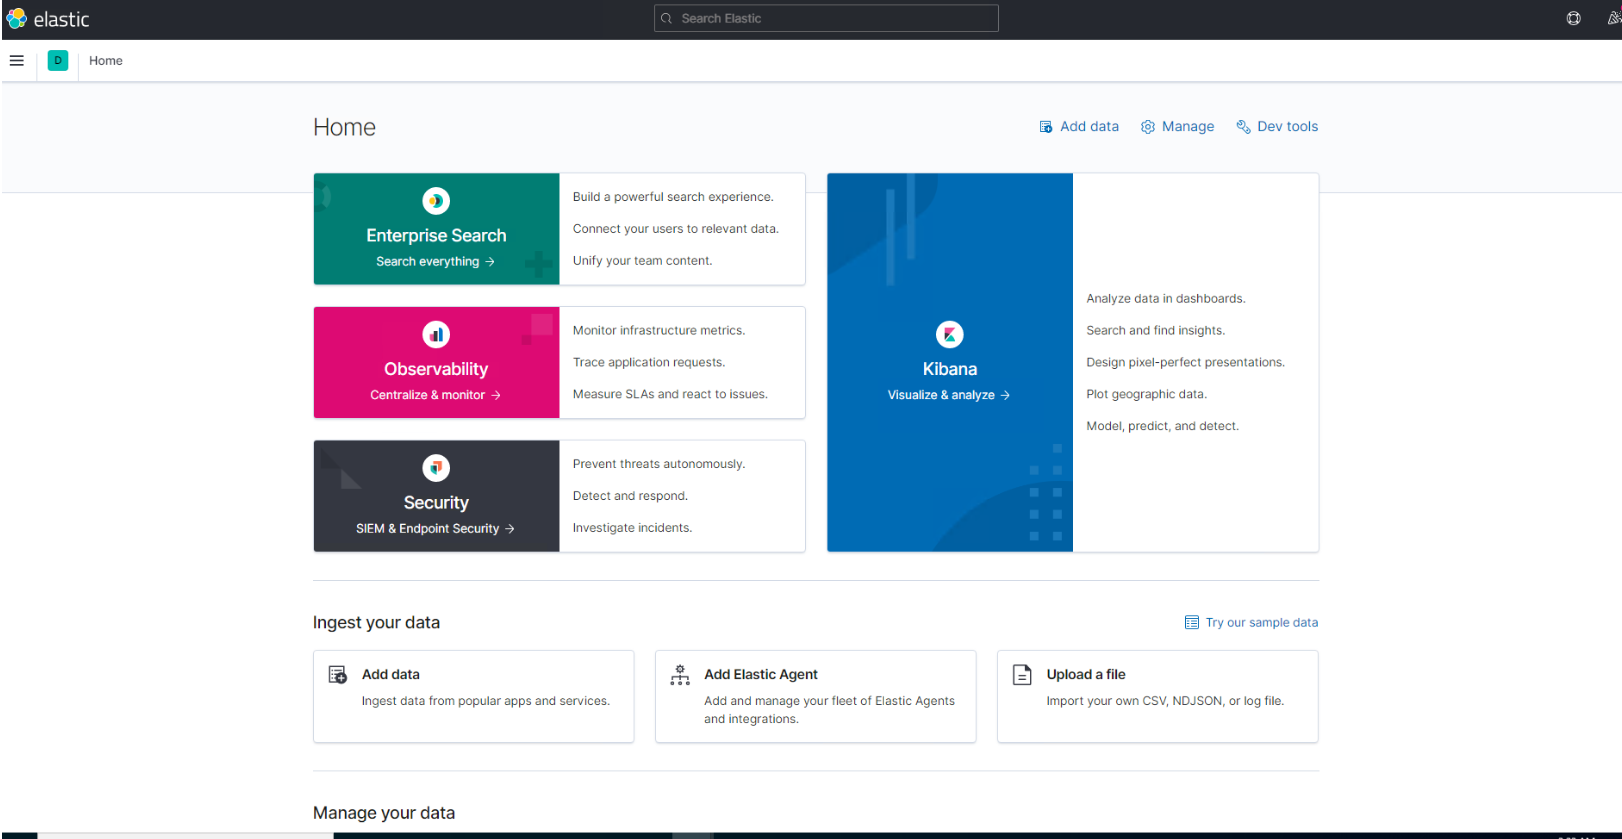 elastic
Search Elastic
D
Home
Home
Add data
Manage
Dev tools
Enterprise Search
Search everything →
Build a powerful search experience.
Connect your users to relevant data.
Unify your team content.
Observability
Centralize & monitor →
Monitor infrastructure metrics.
Trace application requests.
Measure SLAs and react to issues.
Security
SIEM & Endpoint Security →
Prevent threats autonomously.
Detect and respond.
Investigate incidents.
Kibana
Visualize & analyze →
Analyze data in dashboards.
Search and find insights.
Design pixel-perfect presentations.
Plot geographic data.
Model, predict, and detect.
Ingest your data
Try our sample data
Add data
Ingest data from popular apps and services.
Add Elastic Agent
Add and manage your fleet of Elastic Agents
and integrations.
Upload a file
Import your own CSV, NDJSON, or log file.
Manage your data